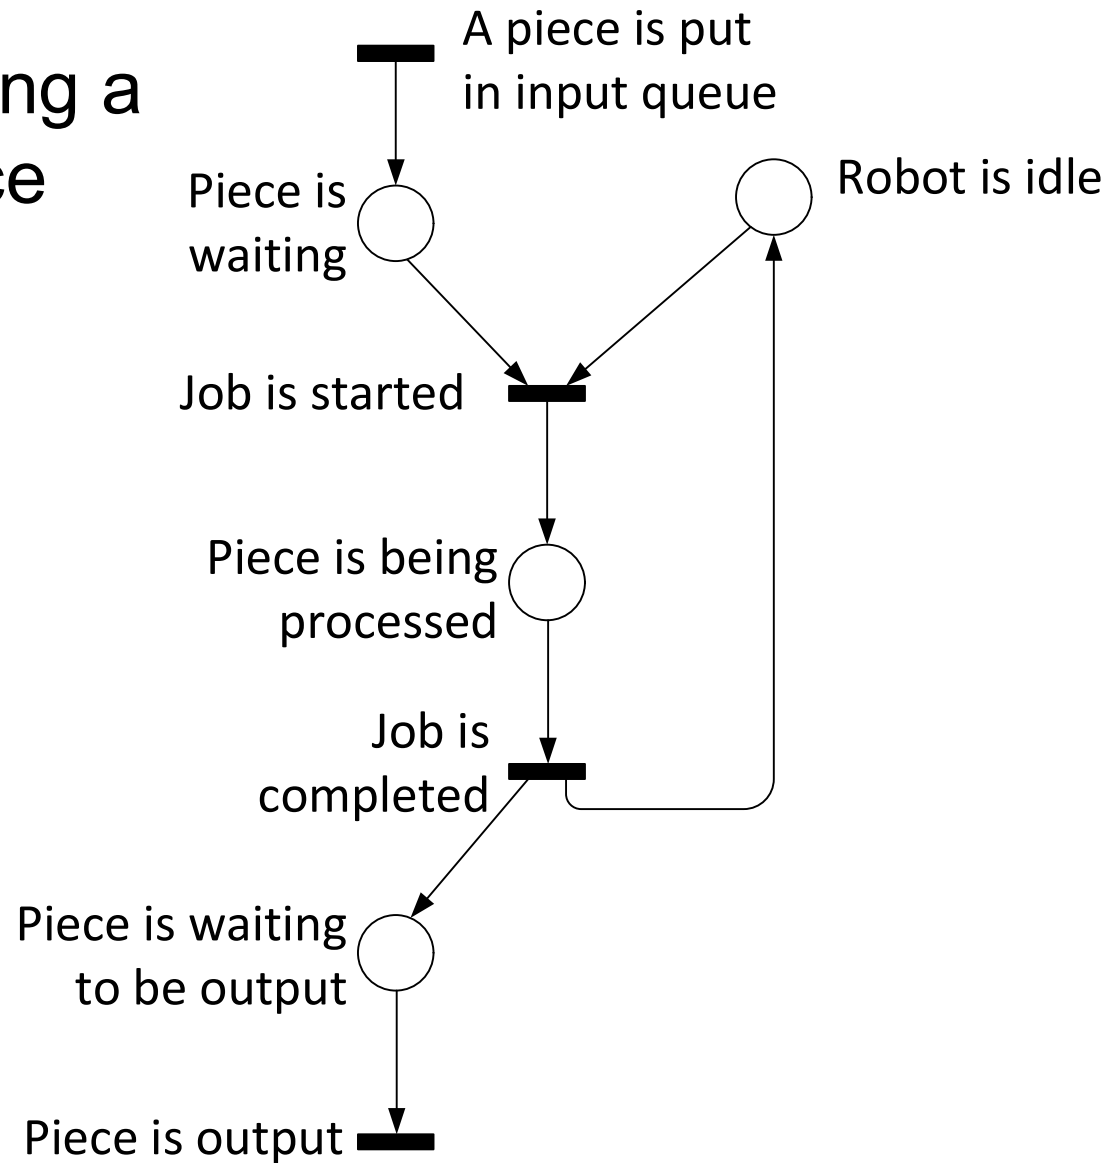 A piece is put
in input queue
ng a
ce
Piece is
waiting
Robot is idle
Job is started
Piece is being
processed
Job is
completed
Piece is waiting
to be output
Piece is output